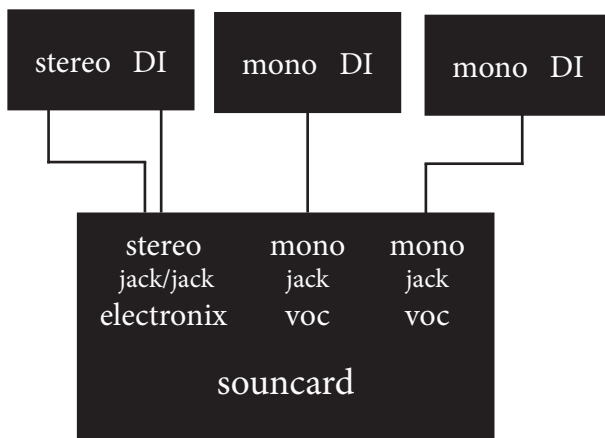 stereo DI
mono DI
mono DI
stereo mono mono
jack/jack jack jack
electronix voc voc
souncard